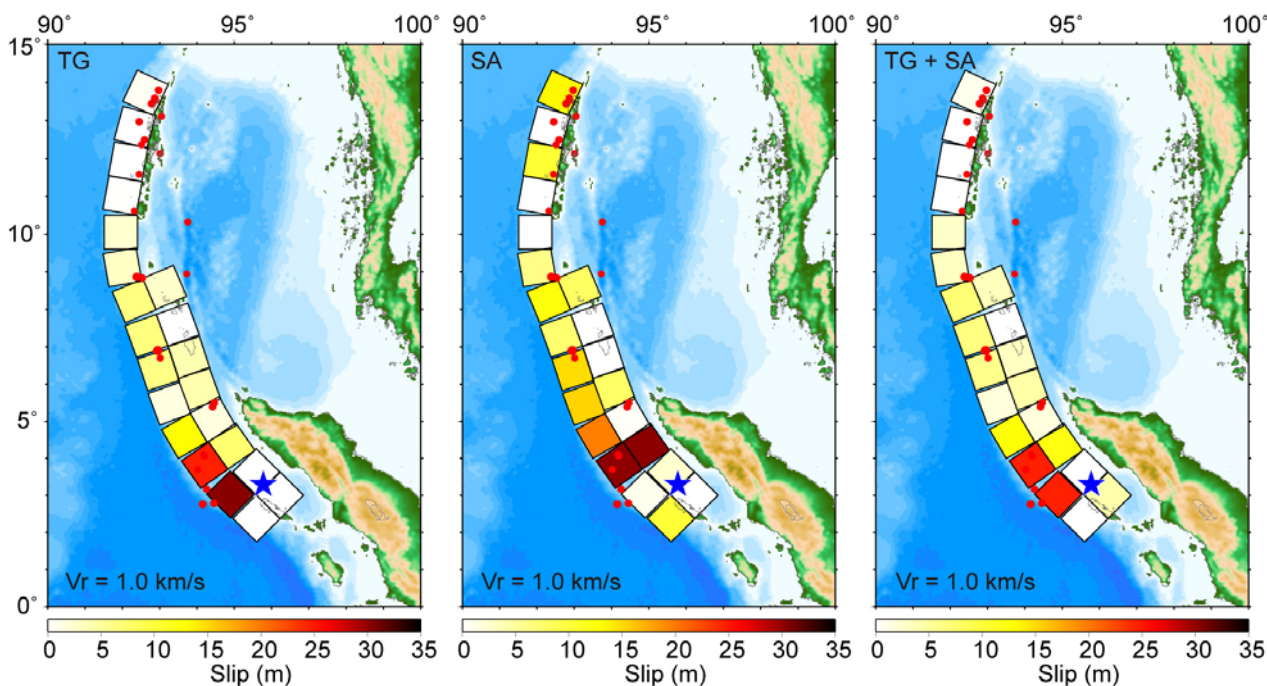 90˚ 95˚ 100˚ 90˚ 95˚ 100˚ 90˚ 95˚ 100˚
15˚ TG SA TG + SA
10˚
5˚
Vr = 1.0 km/s Vr = 1.0 km/s Vr = 1.0 km/s
0˚
0 5 10 15 20 25 30 35 0 5 10 15 20 25 30 35 0 5 10 15 20 25 30 35
Slip (m) Slip (m) Slip (m)